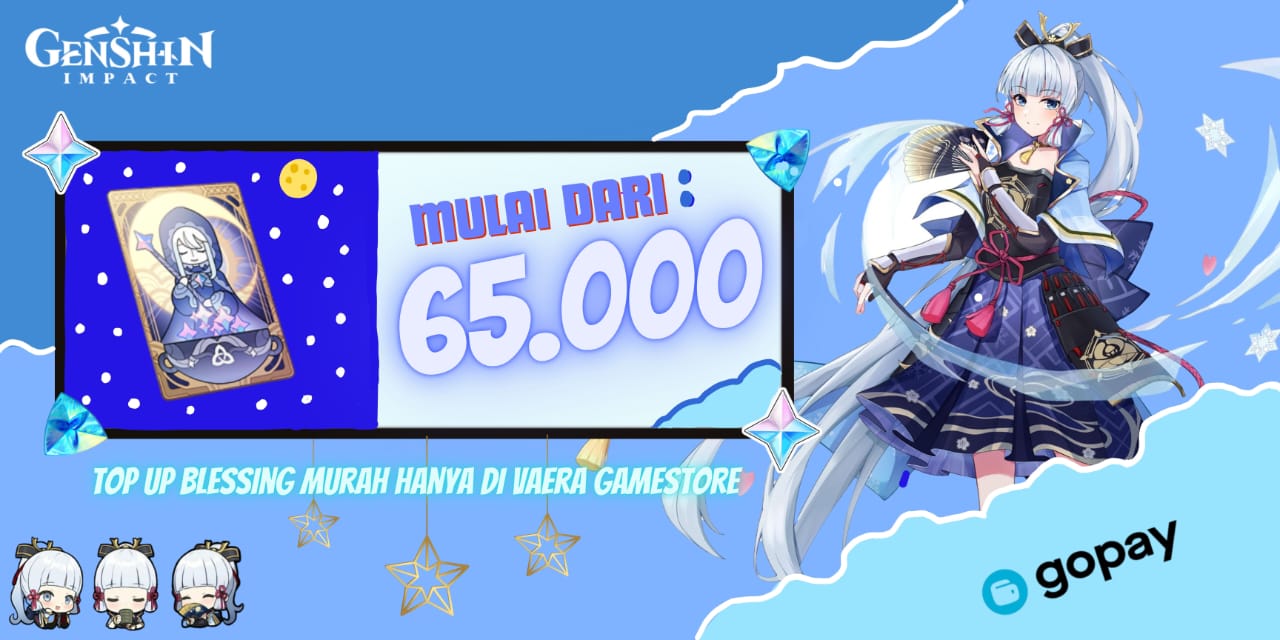 GENSHIN
IMPACT
MULAI DARI :
65.000
TOP UP BLESSING MURAH HANYA DI VAERA GAMESTORE
gopay